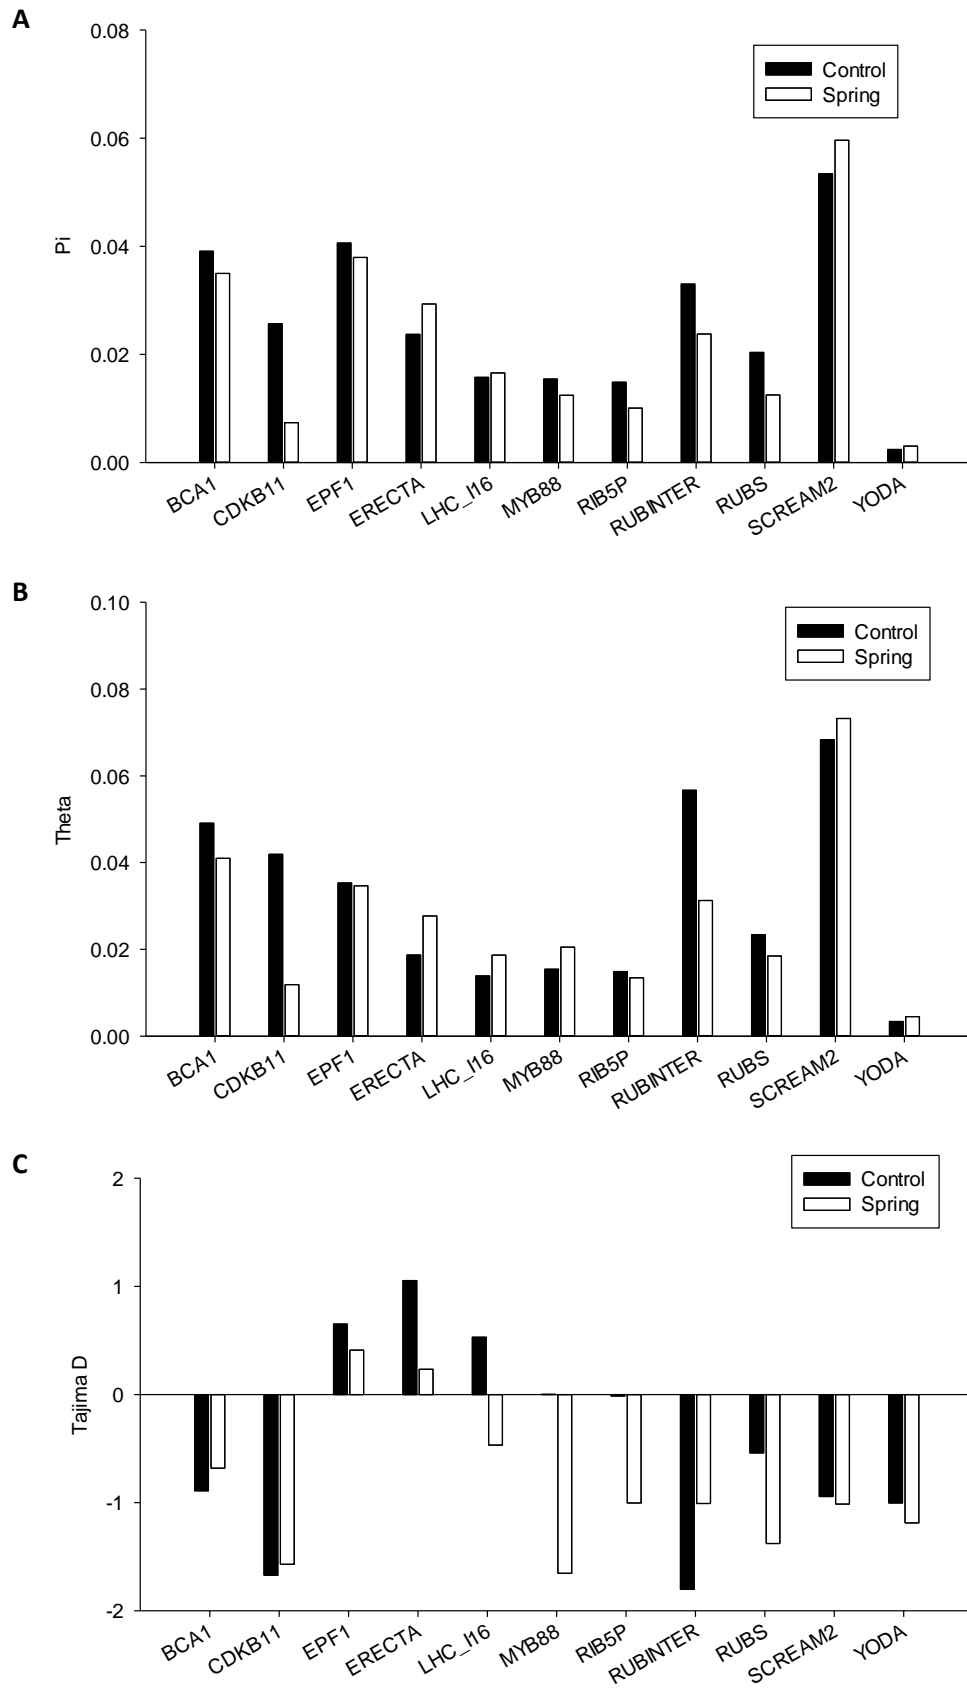 A
0.08
Control
Spring
0.06
Pi
0.04
0.02
0.00
BCA1
CDKB11
EPF1
ERECTA
LHC_I16
MYB88
RIB5P
RUBINTER
RUBS
SCREAM2
YODA
B
0.10
Control
Spring
0.08
0.06
Theta
0.04
0.02
0.00
BCA1
CDKB11
EPF1
ERECTA
LHC_I16
MYB88
RIB5P
RUBINTER
RUBS
SCREAM2
YODA
C
2
Control
Spring
1
Tajima D
0
-1
-2
BCA1
CDKB11
EPF1
ERECTA
LHC_I16
MYB88
RIB5P
RUBINTER
RUBS
SCREAM2
YODA